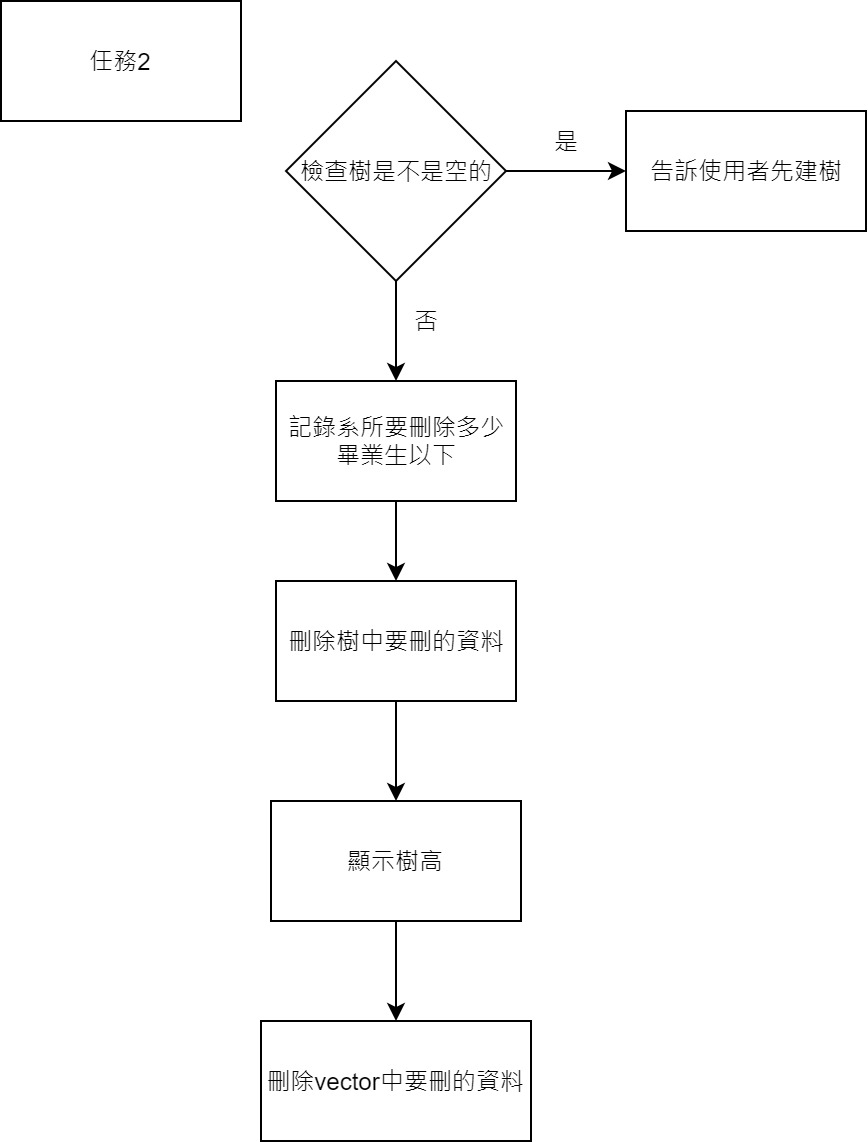 任務2
檢查樹是不是空的
是
告訴使用者先建樹
否
記錄系所要刪除多少
畢業生以下
刪除樹中要刪的資料
顯示樹高
刪除vector中要刪的資料